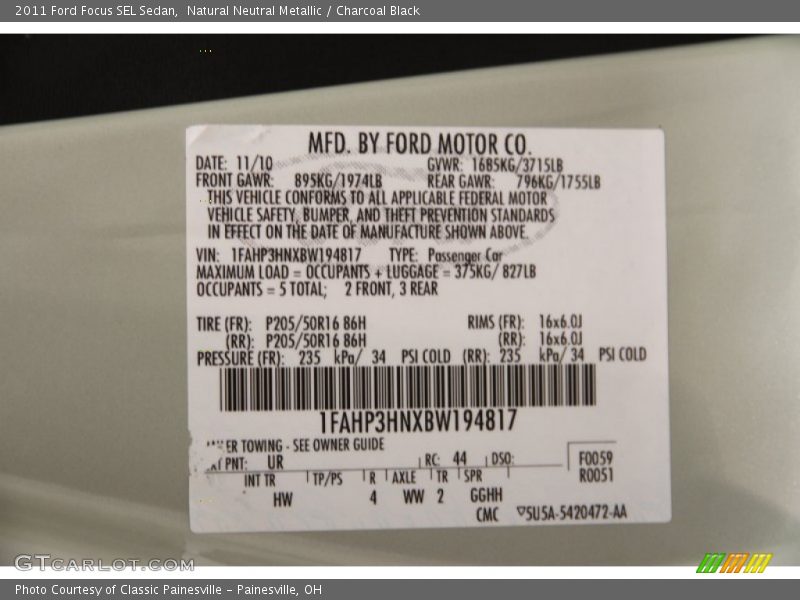 2011 Ford Focus SEL Sedan,  Natural Neutral Metallic / Charcoal Black
MFD. BY FORD MOTOR CO.
DATE: 11/10 GVWR: 1685KG/3715LB
FRONT GAWR: 895KG/1974LB REAR GAWR: 796KG/1755LB
THIS VEHICLE CONFORMS TO ALL APPLICABLE FEDERAL MOTOR
VEHICLE SAFETY, BUMPER, AND THEFT PREVENTION STANDARDS
IN EFFECT ON THE DATE OF MANUFACTURE SHOWN ABOVE.
VIN: 1FAHP3HNXBW194817 TYPE: Passenger Car
MAXIMUM LOAD = OCCUPANTS + LUGGAGE = 375KG/ 827LB
OCCUPANTS = 5 TOTAL; 2 FRONT, 3 REAR
TIRE (FR): P205/50R16 86H RIMS (FR): 16x6.0J
(RR): P205/50R16 86H (RR): 16x6.0J
PRESSURE (FR): 235 kPa/ 34 PSI COLD (RR): 235 kPa/ 34 PSI COLD
1FAHP3HNXBW194817
TOWING - SEE OWNER GUIDE
PNT: UR RC: 44 DSO: F0059
R0051
INT TR TP/PS R AXLE TR SPR
HW 4 WW 2 GGHH
CMC ▽5U5A-5420472-AA
GTCARLOT.COM
Photo Courtesy of Classic Painesville - Painesville, OH